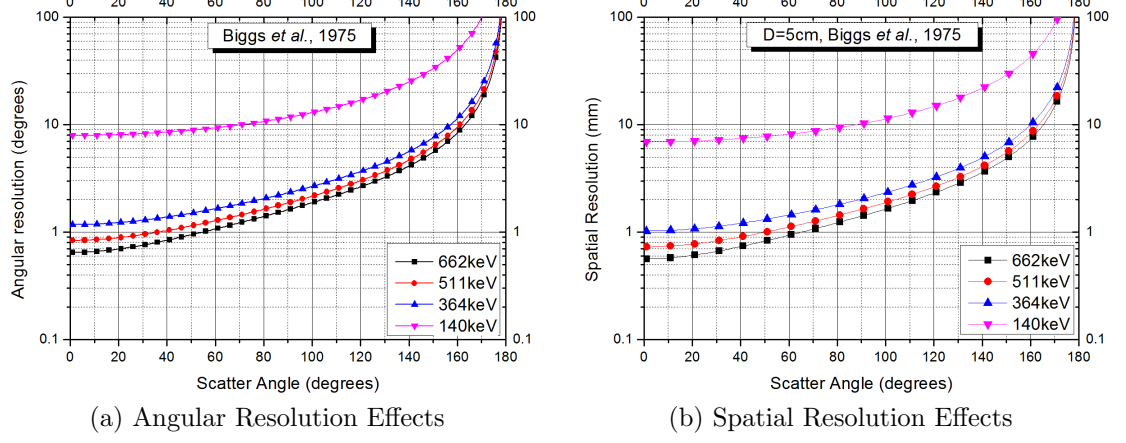 0 20 40 60 80 100 120 140 160 180
100 100
10 10
1 1
0.1 0.1
Biggs et al., 1975
Angular resolution (degrees)
662keV
511keV
364keV
140keV
0 20 40 60 80 100 120 140 160 180
Scatter Angle (degrees)
(a) Angular Resolution Effects
0 20 40 60 80 100 120 140 160 180
100 100
10 10
1 1
0.1 0.1
D=5cm, Biggs et al., 1975
Spatial Resolution (mm)
662keV
511keV
364keV
140keV
0 20 40 60 80 100 120 140 160 180
Scatter Angle (degrees)
(b) Spatial Resolution Effects